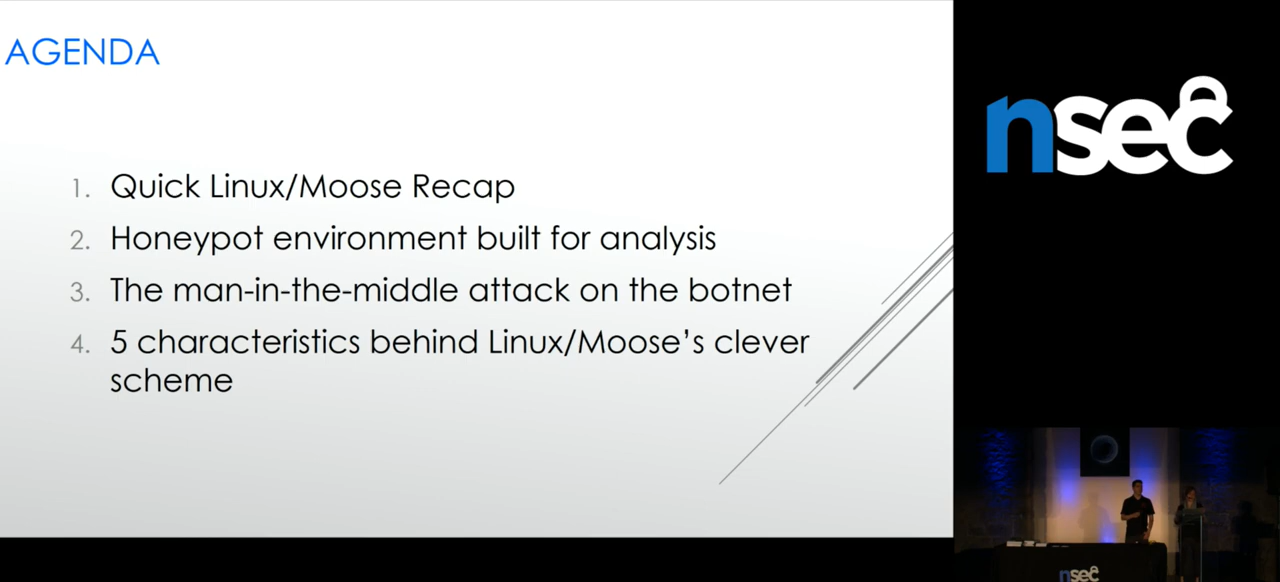 AGENDA
1. Quick Linux/Moose Recap
2. Honeypot environment built for analysis
3. The man-in-the-middle attack on the botnet
4. 5 characteristics behind Linux/Moose’s clever
scheme
nsec
nsec